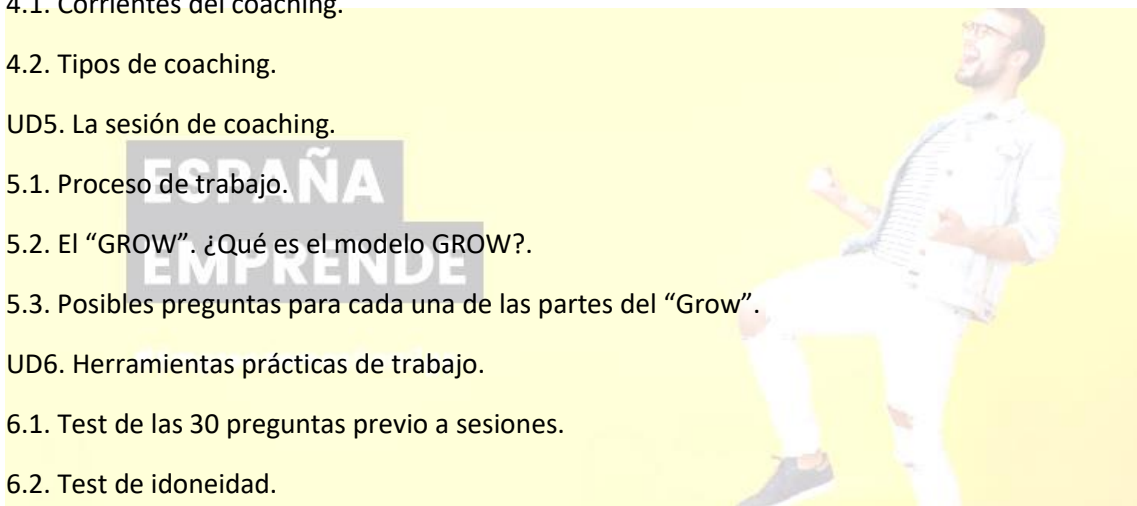 4.1. Corrientes del coaching.
4.2. Tipos de coaching.
UD5. La sesión de coaching.
5.1. Proceso de trabajo.
5.2. El “GROW”. ¿Qué es el modelo GROW?.
5.3. Posibles preguntas para cada una de las partes del “Grow”.
UD6. Herramientas prácticas de trabajo.
6.1. Test de las 30 preguntas previo a sesiones.
6.2. Test de idoneidad.
ESPAÑA
EMPRENDE